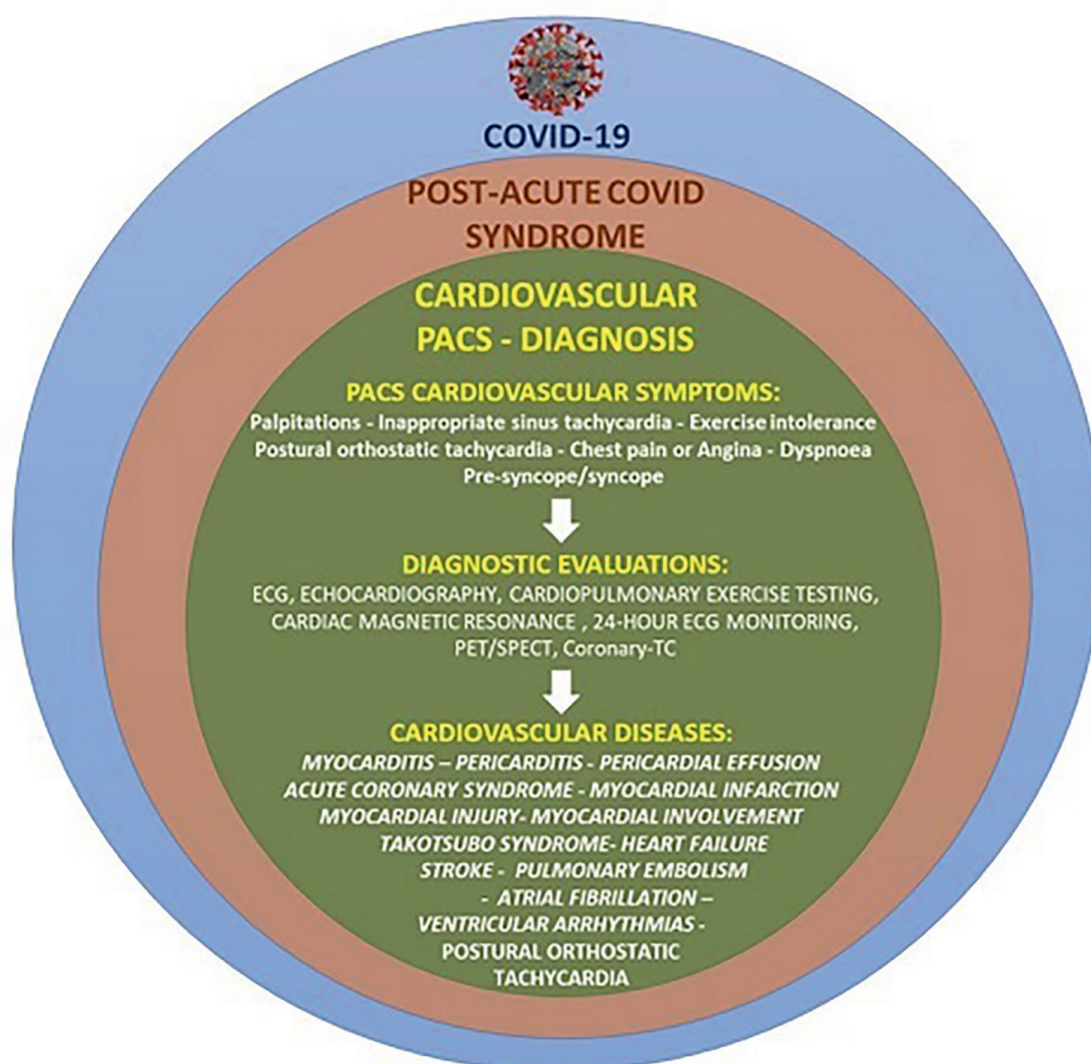 COVID-19
POST-ACUTE COVID
SYNDROME
CARDIOVASCULAR
PACS - DIAGNOSIS
PACS CARDIOVASCULAR SYMPTOMS:
Palpitations - Inappropriate sinus tachycardia - Exercise intolerance
Postural orthostatic tachycardia - Chest pain or Angina - Dyspnoea
Pre-syncope/syncope
DIAGNOSTIC EVALUATIONS:
ECG, ECHOCARDIOGRAPHY, CARDIOPULMONARY EXERCISE TESTING,
CARDIAC MAGNETIC RESONANCE , 24-HOUR ECG MONITORING,
PET/SPECT, Coronary-TC
CARDIOVASCULAR DISEASES:
MYOCARDITIS – PERICARDITIS - PERICARDIAL EFFUSION
ACUTE CORONARY SYNDROME - MYOCARDIAL INFARCTION
MYOCARDIAL INJURY- MYOCARDIAL INVOLVEMENT
TAKOTSUBO SYNDROME- HEART FAILURE
STROKE - PULMONARY EMBOLISM
- ATRIAL FIBRILLATION –
VENTRICULAR ARRHYTHMIAS -
POSTURAL ORTHOSTATIC
TACHYCARDIA